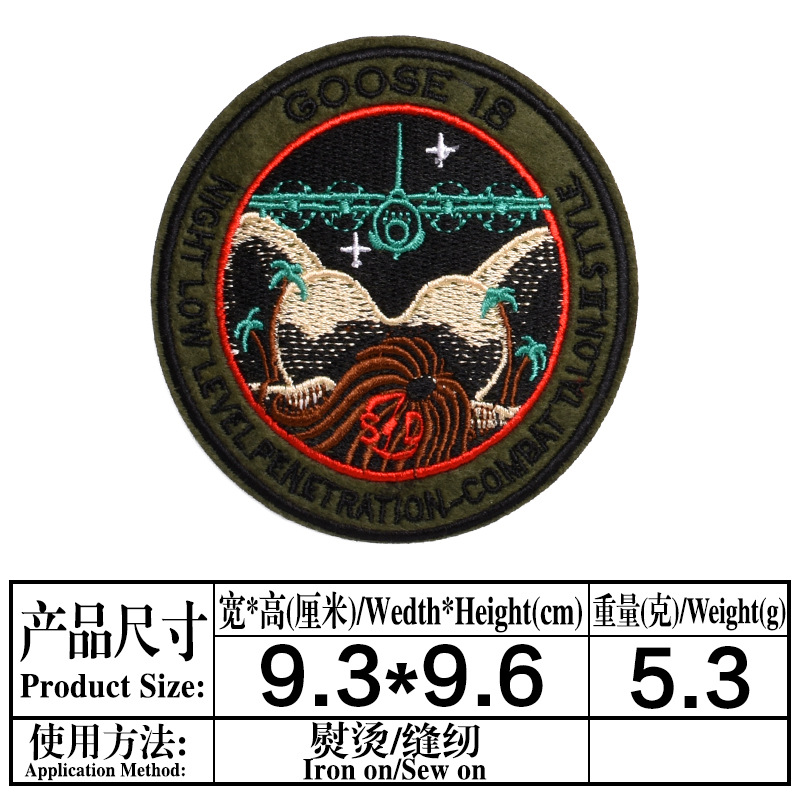 GOOSE 18
NIGHT LOW LEVEL PENETRATION-COMBAT TALON II STYLE
S D
产品尺寸
Product Size:
宽*高(厘米)/Wedth*Height(cm)
9.3*9.6
重量(克)/Weight(g)
5.3
使用方法:
Application Method:
熨烫/缝纫
Iron on/Sew on